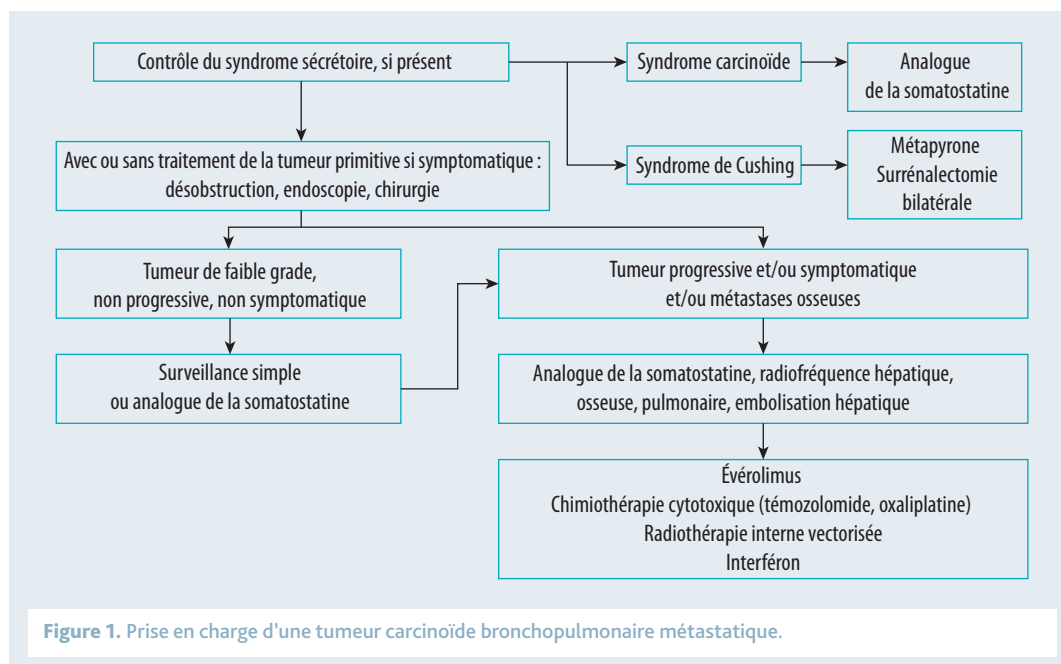 Contrôle du syndrome sécrétoire, si présent
Syndrome carcinoïde
Analogue
de la somatostatine
Avec ou sans traitement de la tumeur primitive si symptomatique :
désobstruction, endoscopie, chirurgie
Syndrome de Cushing
Métapyrone
Surrénalectomie
bilatérale
Tumeur de faible grade,
non progressive, non symptomatique
Tumeur progressive et/ou symptomatique
et/ou métastases osseuses
Surveillance simple
ou analogue de la somatostatine
Analogue de la somatostatine, radiofréquence hépatique,
osseuse, pulmonaire, embolisation hépatique
Évérolimus
Chimiothérapie cytotoxique (témozolomide, oxaliplatine)
Radiothérapie interne vectorisée
Interféron
Figure 1. Prise en charge d'une tumeur carcinoïde bronchopulmonaire métastatique.